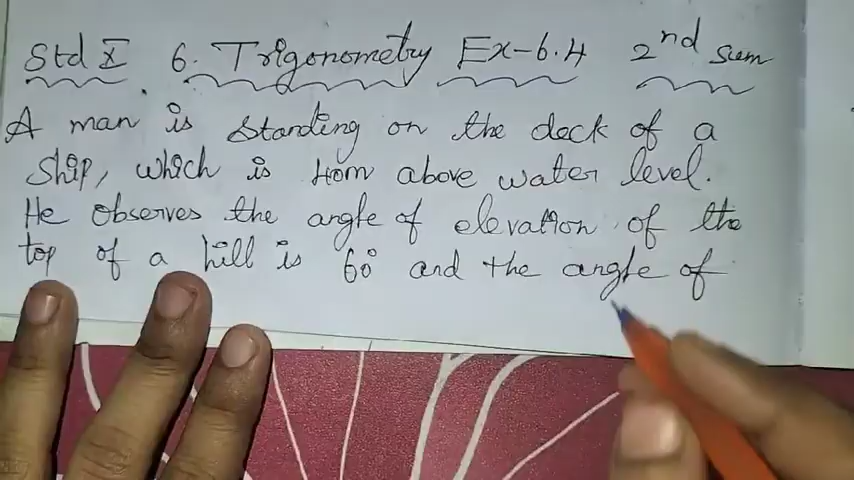 Std X 6. Trigonometry Ex-6.4 2nd sum
A man is standing on the deck of a
Ship, which is 40m above water level.
He observes the angle of elevation of the
top of a hill is 60° and the angle of